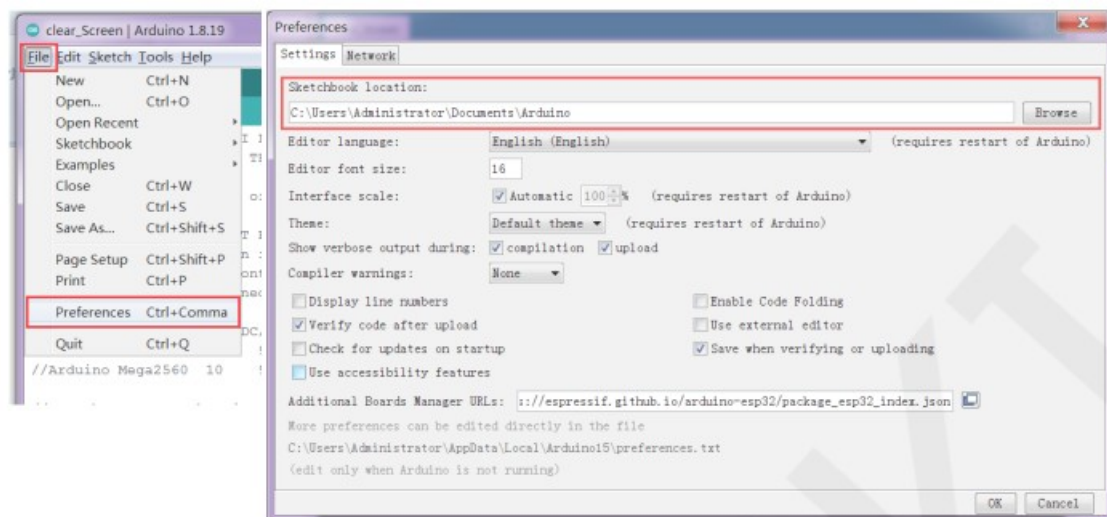 clear_Screen | Arduino 1.8.19
File Edit Sketch Tools Help
New Ctrl+N
Open... Ctrl+O
Open Recent
Sketchbook
Examples
Close Ctrl+W
Save Ctrl+S
Save As... Ctrl+Shift+S
Page Setup Ctrl+Shift+P
Print Ctrl+P
Preferences Ctrl+Comma
Quit Ctrl+Q
//Arduino Mega2560 10
Preferences
Settings Network
Sketchbook location:
C:\Users\Administrator\Documents\Arduino Browse
Editor language: English (English) (requires restart of Arduino)
Editor font size: 16
Interface scale: Automatic 100 % (requires restart of Arduino)
Theme: Default theme (requires restart of Arduino)
Show verbose output during: compilation upload
Compiler warnings: None
Display line numbers Enable Code Folding
Verify code after upload Use external editor
Check for updates on startup Save when verifying or uploading
Use accessibility features
Additional Boards Manager URLs: ://espressif.github.io/arduino-esp32/package_esp32_index.json
More preferences can be edited directly in the file
C:\Users\Administrator\AppData\Local\Arduino15\preferences.txt
(edit only when Arduino is not running)
OK Cancel